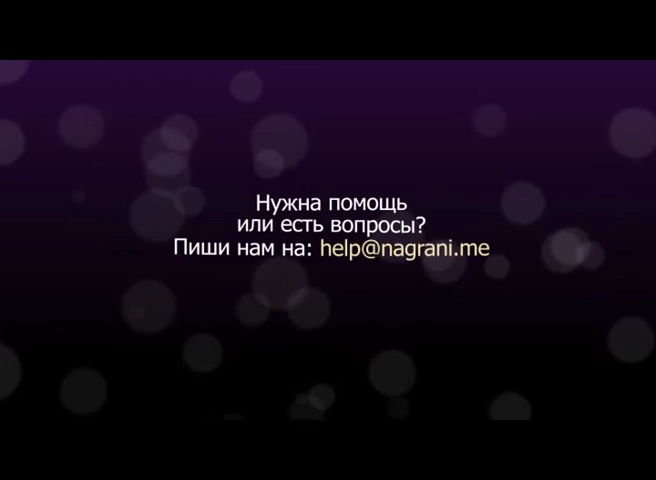 Нужна помощь
или есть вопросы?
Пиши нам на: help@nagrani.me